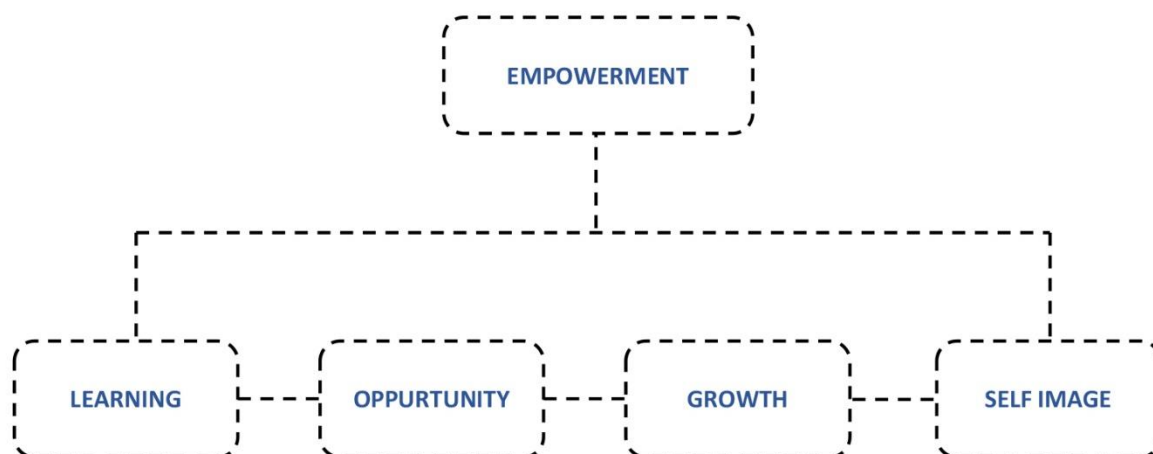 EMPOWERMENT
LEARNING
OPPURTUNITY
GROWTH
SELF IMAGE